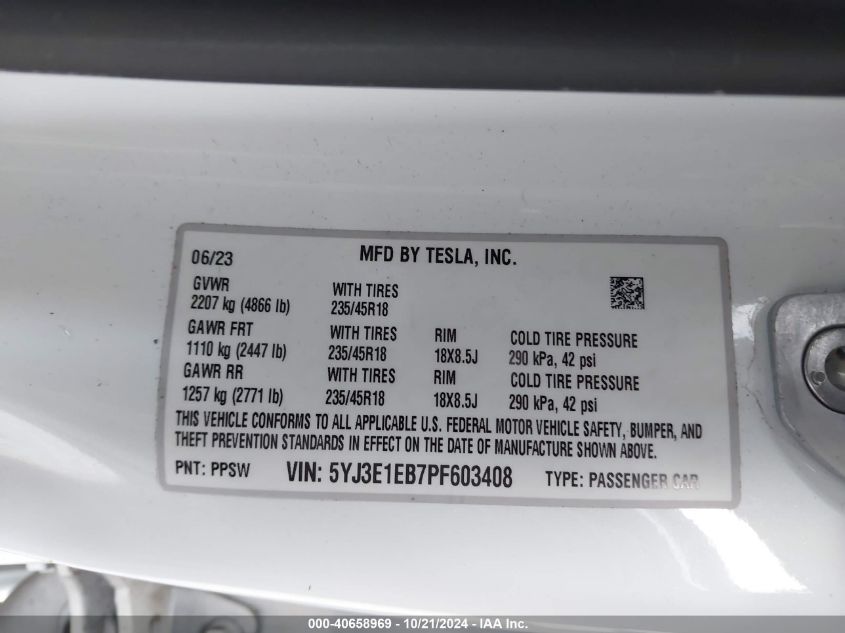 06/23 MFD BY TESLA, INC.
GVWR WITH TIRES
2207 kg (4866 lb) 235/45R18
GAWR FRT WITH TIRES RIM COLD TIRE PRESSURE
1110 kg (2447 lb) 235/45R18 18X8.5J 290 kPa, 42 psi
GAWR RR WITH TIRES RIM COLD TIRE PRESSURE
1257 kg (2771 lb) 235/45R18 18X8.5J 290 kPa, 42 psi
THIS VEHICLE CONFORMS TO ALL APPLICABLE U.S. FEDERAL MOTOR VEHICLE SAFETY, BUMPER, AND
THEFT PREVENTION STANDARDS IN EFFECT ON THE DATE OF MANUFACTURE SHOWN ABOVE.
PNT: PPSW VIN: 5YJ3E1EB7PF603408 TYPE: PASSENGER CAR
000-40658969 - 10/21/2024 - IAA Inc.